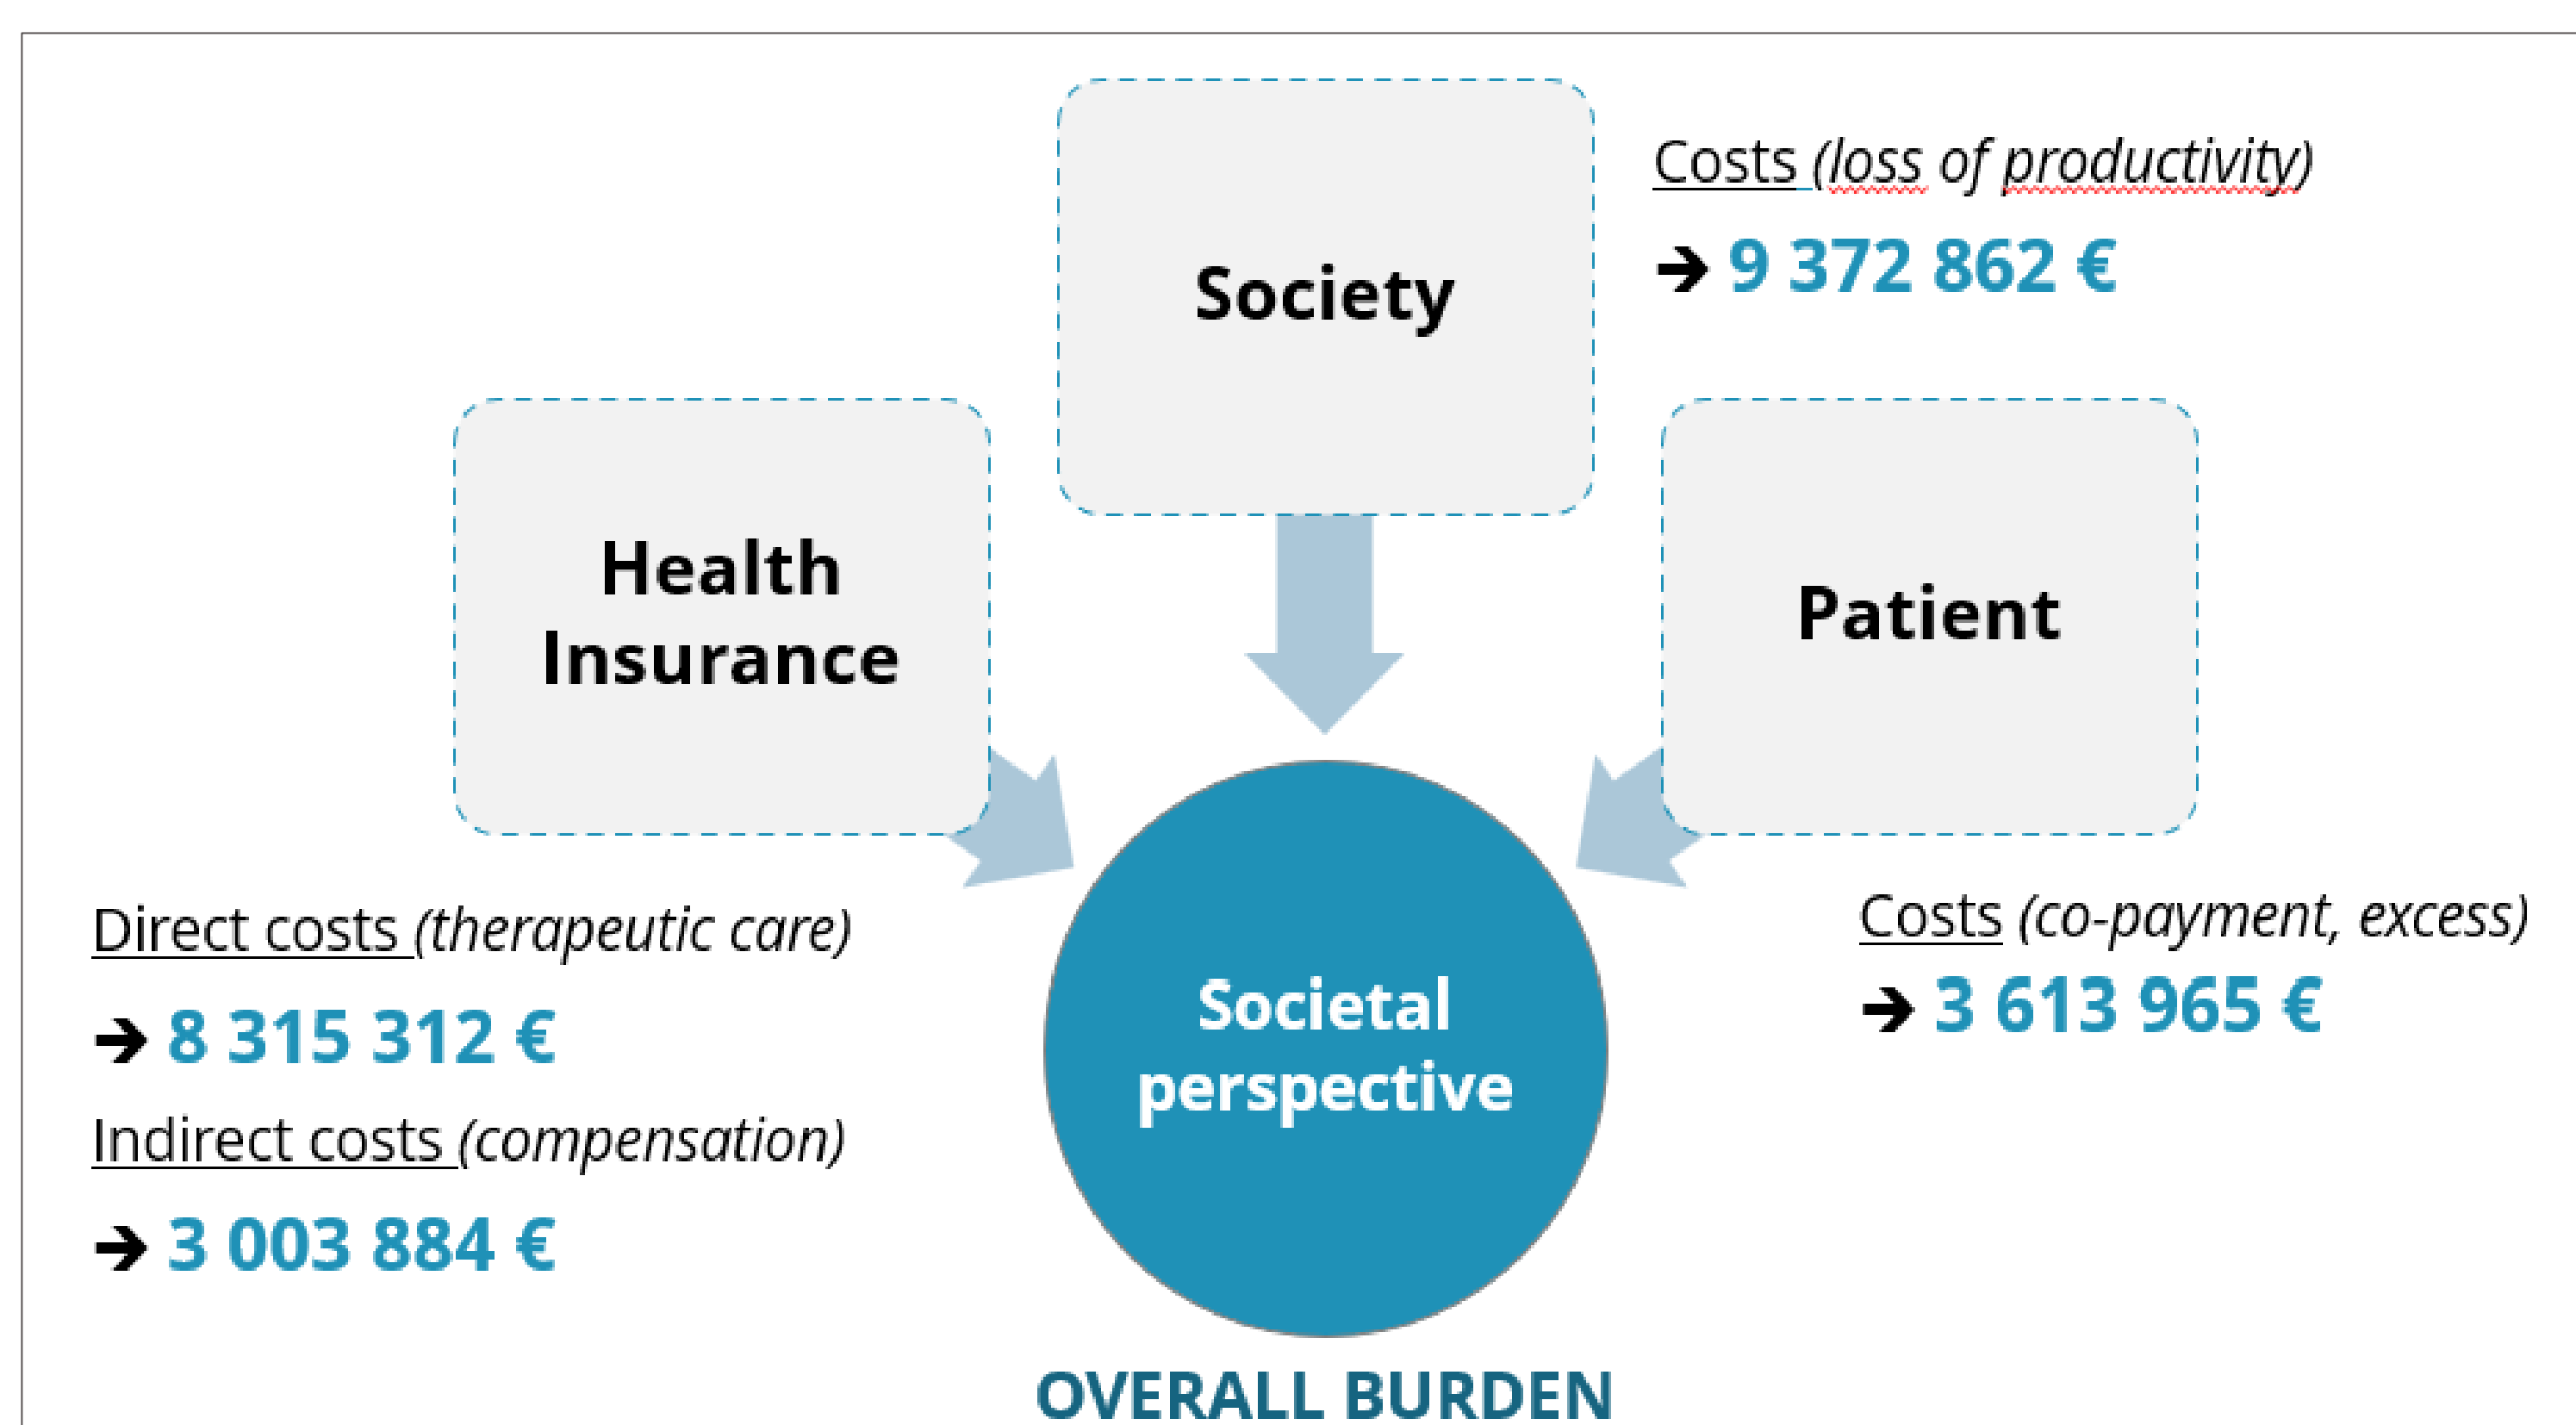 Society
Costs (loss of productivity)
➔ 9 372 862 €
Health
Insurance
Patient
Direct costs (therapeutic care)
➔ 8 315 312 €
Indirect costs (compensation)
➔ 3 003 884 €
Societal
perspective
Costs (co-payment, excess)
➔ 3 613 965 €
OVERALL BURDEN